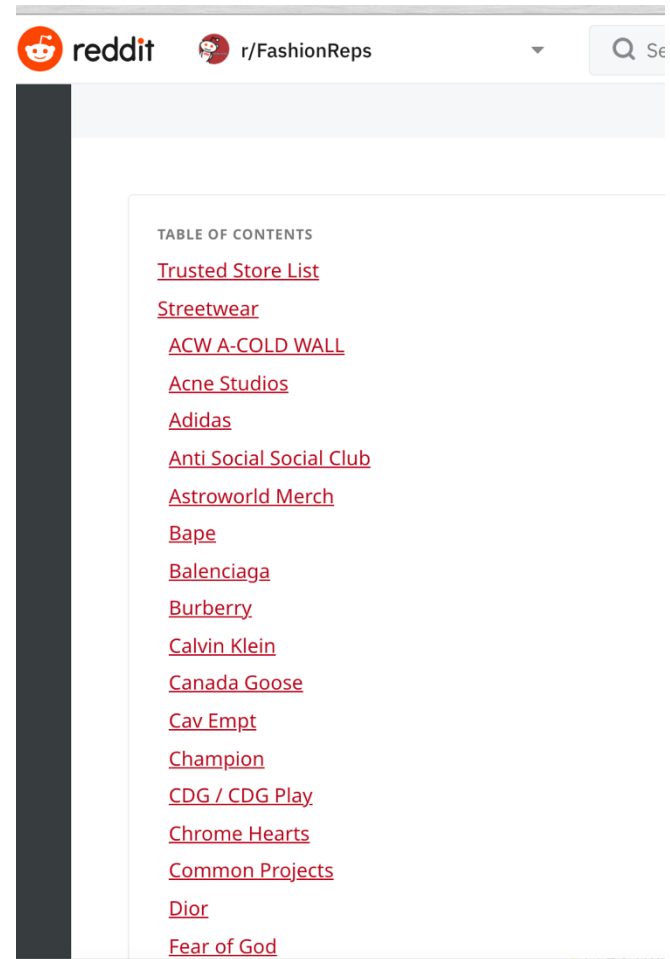 reddit r/FashionReps Se
TABLE OF CONTENTS
Trusted Store List
Streetwear
ACW A-COLD WALL
Acne Studios
Adidas
Anti Social Social Club
Astroworld Merch
Bape
Balenciaga
Burberry
Calvin Klein
Canada Goose
Cav Empt
Champion
CDG / CDG Play
Chrome Hearts
Common Projects
Dior
Fear of God